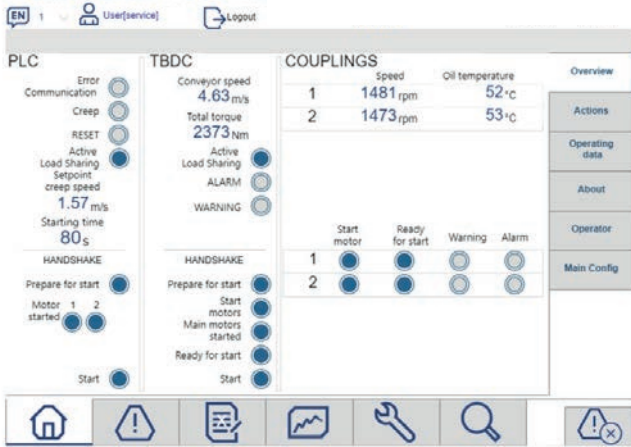 EN 1 User[service] Logout
PLC
Error
Communication
Creep
RESET
Active
Load Sharing
Setpoint
creep speed
1.57 m/s
Starting time
80 s
HANDSHAKE
Prepare for start
Motor 1 2
started
Start
TBDC
Conveyor speed
4.63 m/s
Total torque
2373 Nm
Active
Load Sharing
ALARM
WARNING
HANDSHAKE
Prepare for start
Start
motors
Main motors
started
Ready for start
Start
COUPLINGS
Speed Oil temperature
1 1481 rpm 52 °C
2 1473 rpm 53 °C
Start
motor
Ready
for start
Warning
Alarm
1
2
Overview
Actions
Operating
data
About
Operator
Main Config